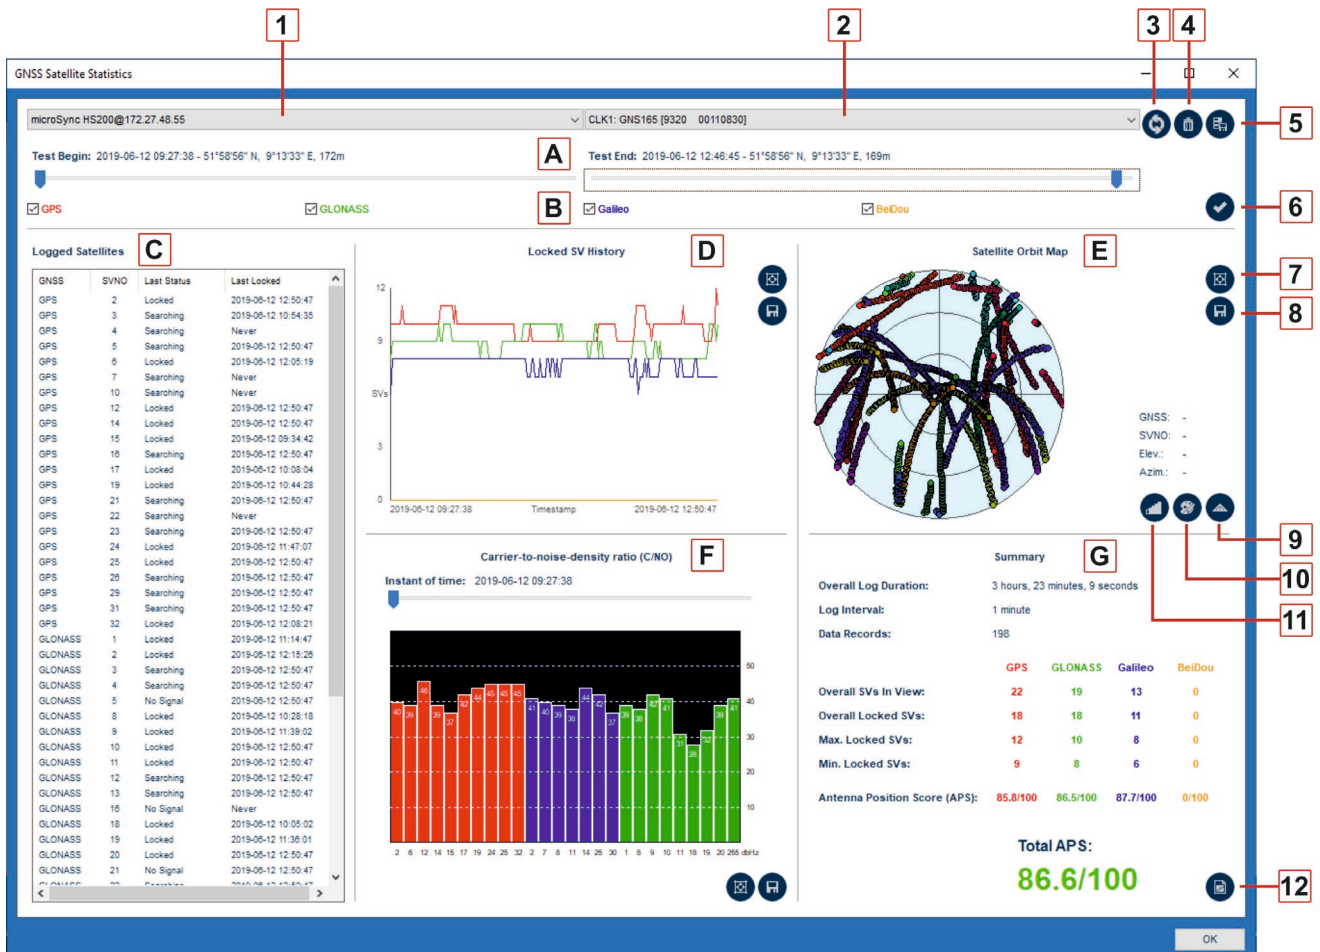 1
2
3
4
GNSS Satellite Statistics
microSync HS200@172.27.48.55
CLK1: GNS165 [9320 00110830]
5
Test Begin: 2019-06-12 09:27:38 - 51°58'56" N, 9°13'33" E, 172m
A
Test End: 2019-06-12 12:46:45 - 51°58'56" N, 9°13'33" E, 169m
GPS
GLONASS
B
Galileo
BeiDou
6
Logged Satellites
C
GNSS SVNO Last Status Last Locked
GPS 2 Locked 2019-06-12 12:50:47
GPS 3 Searching 2019-06-12 10:54:35
GPS 4 Searching Never
GPS 5 Searching 2019-06-12 12:50:47
GPS 6 Locked 2019-06-12 12:05:19
GPS 7 Searching Never
GPS 10 Searching Never
GPS 12 Locked 2019-06-12 12:50:47
GPS 14 Locked 2019-06-12 12:50:47
GPS 15 Locked 2019-06-12 09:34:42
GPS 16 Searching 2019-06-12 12:50:47
GPS 17 Locked 2019-06-12 10:08:04
GPS 19 Locked 2019-06-12 10:44:28
GPS 21 Searching 2019-06-12 12:50:47
GPS 22 Searching Never
GPS 23 Searching 2019-06-12 12:50:47
GPS 24 Locked 2019-06-12 11:47:07
GPS 25 Locked 2019-06-12 12:50:47
GPS 26 Searching 2019-06-12 12:50:47
GPS 29 Searching 2019-06-12 12:50:47
GPS 31 Searching 2019-06-12 12:50:47
GPS 32 Locked 2019-06-12 12:08:21
GLONASS 1 Locked 2019-06-12 11:14:47
GLONASS 2 Locked 2019-06-12 12:15:26
GLONASS 3 Searching 2019-06-12 12:50:47
GLONASS 4 Searching 2019-06-12 12:50:47
GLONASS 5 No Signal 2019-06-12 12:50:47
GLONASS 8 Locked 2019-06-12 10:28:18
GLONASS 9 Locked 2019-06-12 11:39:02
GLONASS 10 Locked 2019-06-12 12:50:47
GLONASS 11 Locked 2019-06-12 12:50:47
GLONASS 12 Searching 2019-06-12 12:50:47
GLONASS 13 Searching 2019-06-12 12:50:47
GLONASS 16 No Signal Never
GLONASS 18 Locked 2019-06-12 10:05:02
GLONASS 19 Locked 2019-06-12 11:36:01
GLONASS 20 Locked 2019-06-12 12:50:47
GLONASS 21 No Signal 2019-06-12 12:50:47
Locked SV History
D
12
9
SVs
3
0
2019-06-12 09:27:38 Timestamp 2019-06-12 12:50:47
Satellite Orbit Map
E
7
8
GNSS: -
SVNO: -
Elev.: -
Azim.: -
9
10
11
Carrier-to-noise-density ratio (C/NO)
F
Instant of time: 2019-06-12 09:27:38
50
40
30
20
10
40 39 46 39 37 42 44 45 45 45 41 40 39 38 44 42 37 39 38 42 41 31 28 32 39 41
2 6 12 14 15 17 19 24 25 32 2 7 8 11 14 25 30 1 8 9 10 11 18 19 20 255 dbHz
Summary
G
Overall Log Duration: 3 hours, 23 minutes, 9 seconds
Log Interval: 1 minute
Data Records: 198
GPS GLONASS Galileo BeiDou
Overall SVs In View: 22 19 13 0
Overall Locked SVs: 18 18 11 0
Max. Locked SVs: 12 10 8 0
Min. Locked SVs: 9 8 6 0
Antenna Position Score (APS): 85.8/100 86.5/100 87.7/100 0/100
Total APS:
86.6/100
12
OK